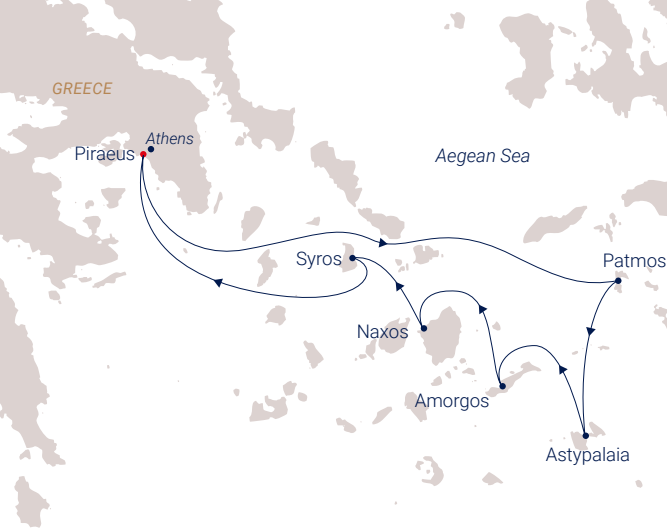 GREECE
Athens
Piraeus
Aegean Sea
Syros
Patmos
Naxos
Amorgos
Astypalaia